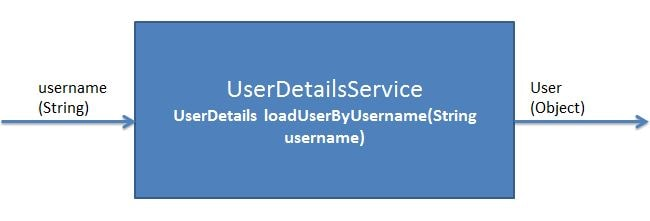 username
(String)
UserDetailsService
UserDetails loadUserByUsername(String
username)
User
(Object)